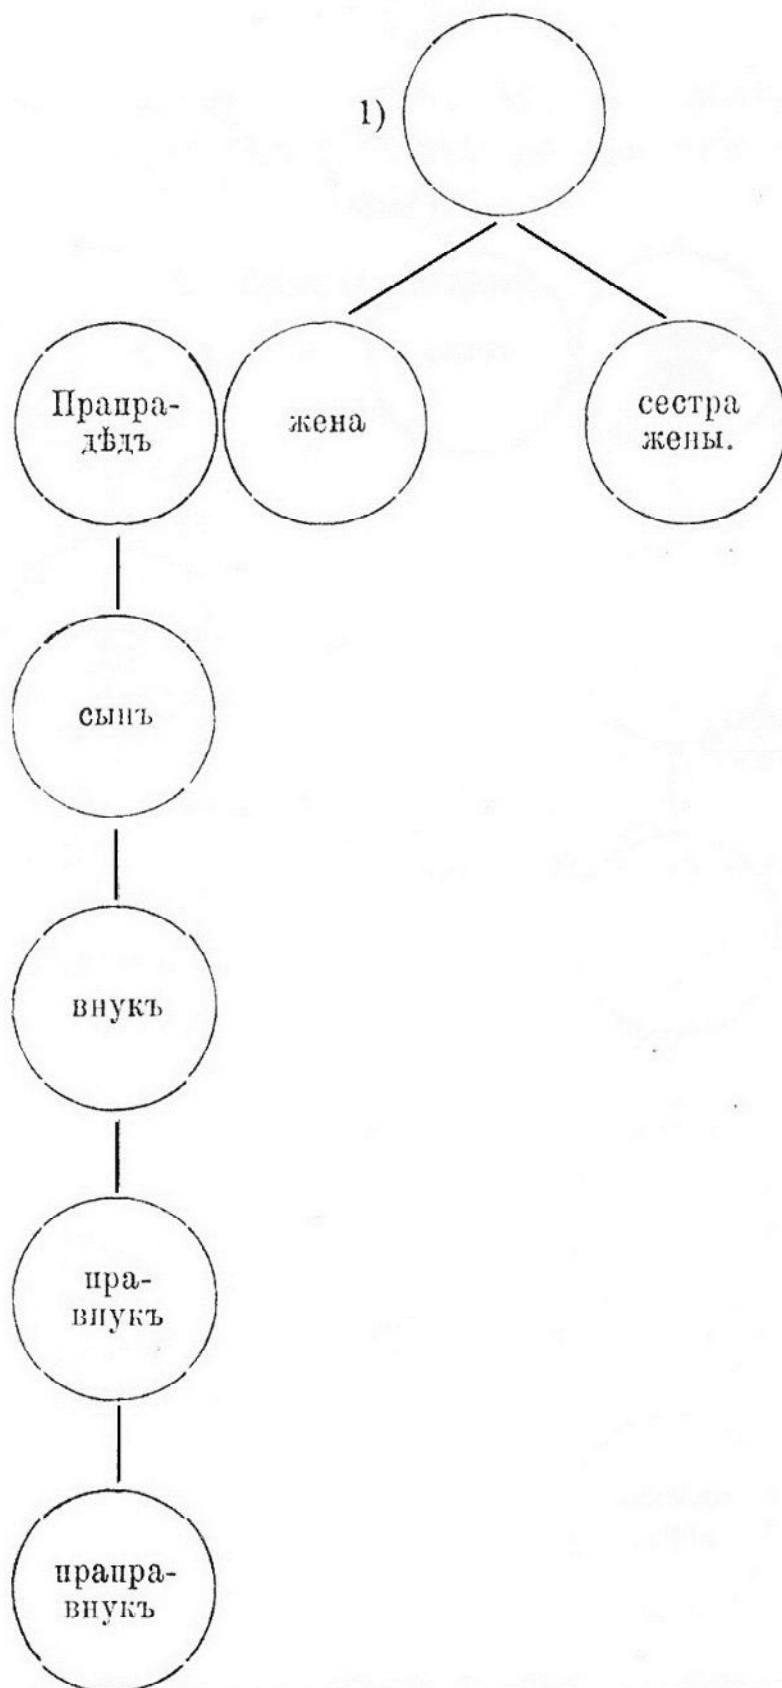 1)
Прапра-
дѣдъ
жена
сестра
жены.
сынъ
внукъ
пра-
внукъ
прапра-
внукъ